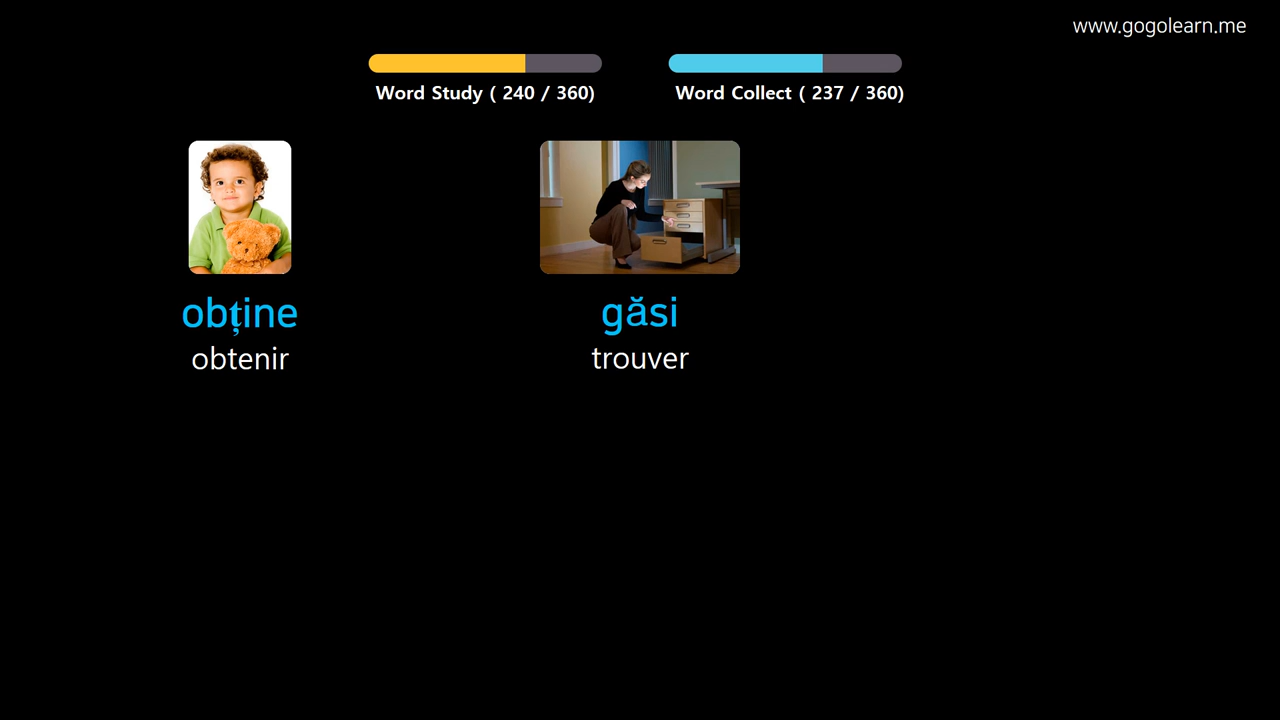 www.gogolearn.me
Word Study ( 240 / 360)
Word Collect ( 237 / 360)
obține
obtenir
găsi
trouver